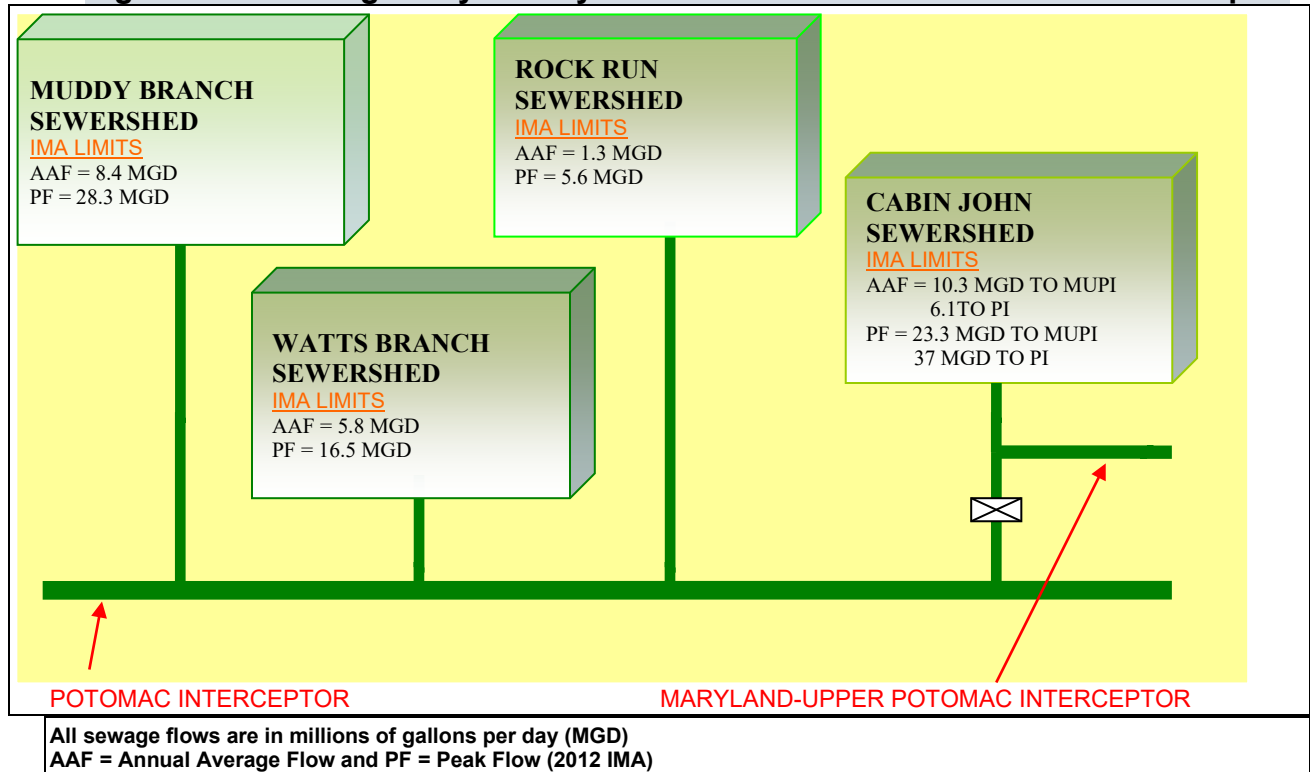 MUDDY BRANCH
SEWERSHED
IMA LIMITS
AAF = 8.4 MGD
PF = 28.3 MGD
ROCK RUN
SEWERSHED
IMA LIMITS
AAF = 1.3 MGD
PF = 5.6 MGD
CABIN JOHN
SEWERSHED
IMA LIMITS
AAF = 10.3 MGD TO MUPI
6.1TO PI
PF = 23.3 MGD TO MUPI
37 MGD TO PI
WATTS BRANCH
SEWERSHED
IMA LIMITS
AAF = 5.8 MGD
PF = 16.5 MGD
POTOMAC INTERCEPTOR
MARYLAND-UPPER POTOMAC INTERCEPTOR
All sewage flows are in millions of gallons per day (MGD)
AAF = Annual Average Flow and PF = Peak Flow (2012 IMA)